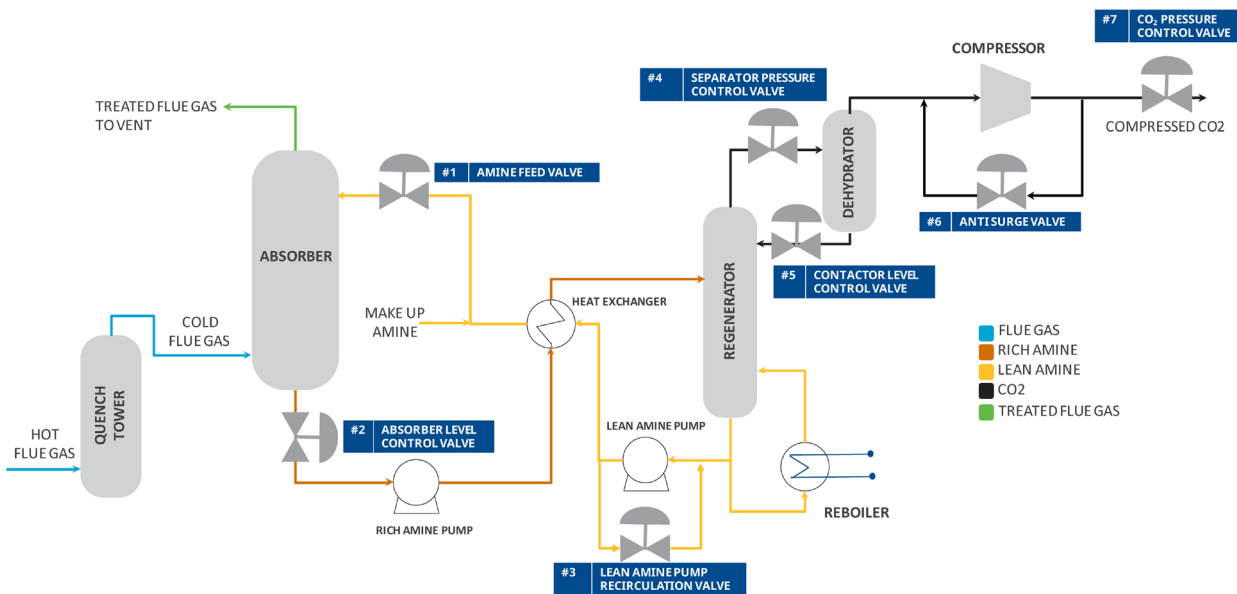 #7 CO₂ PRESSURE
CONTROL VALVE
COMPRESSOR
#4 SEPARATOR PRESSURE
CONTROL VALVE
TREATED FLUE GAS
TO VENT
COMPRESSED CO2
#1 AMINE FEED VALVE
DEHYDRATOR
#6 ANTI SURGE VALVE
ABSORBER
#5 CONTACTOR LEVEL
CONTROL VALVE
REGENERATOR
HEAT EXCHANGER
MAKE UP
AMINE
COLD
FLUE GAS
FLUE GAS
RICH AMINE
LEAN AMINE
CO2
TREATED FLUE GAS
QUENCH
TOWER
HOT
FLUE GAS
#2 ABSORBER LEVEL
CONTROL VALVE
LEAN AMINE PUMP
RICH AMINE PUMP
REBOILER
#3 LEAN AMINE PUMP
RECIRCULATION VALVE